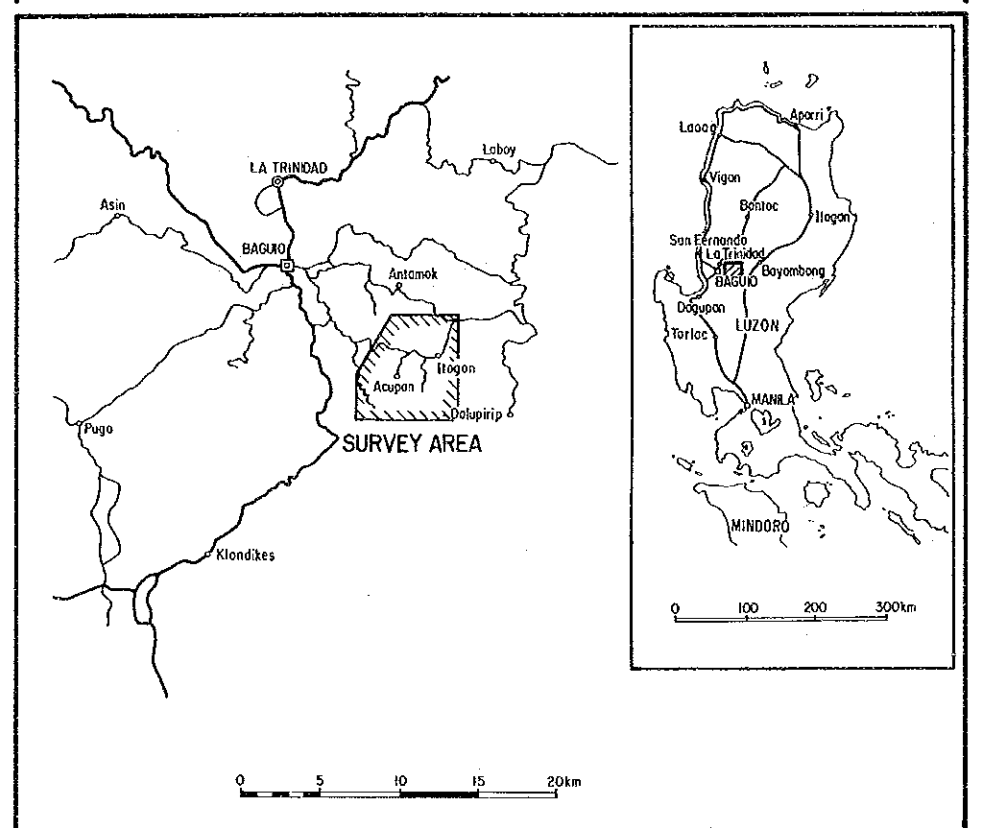 LA TRINIDAD
Laboy
Asin
BAGUIO
Antamok
Itogon
Acupan
Dalupirip
Pugo
SURVEY AREA
Klondikes
0 5 10 15 20km
Aparri
Laoag
Vigan
Bontoc
Ilagan
San Fernando
La Trinidad
BAGUIO
Bayombong
Dagupan
LUZON
Tarlac
MANILA
MINDORO
0 100 200 300km